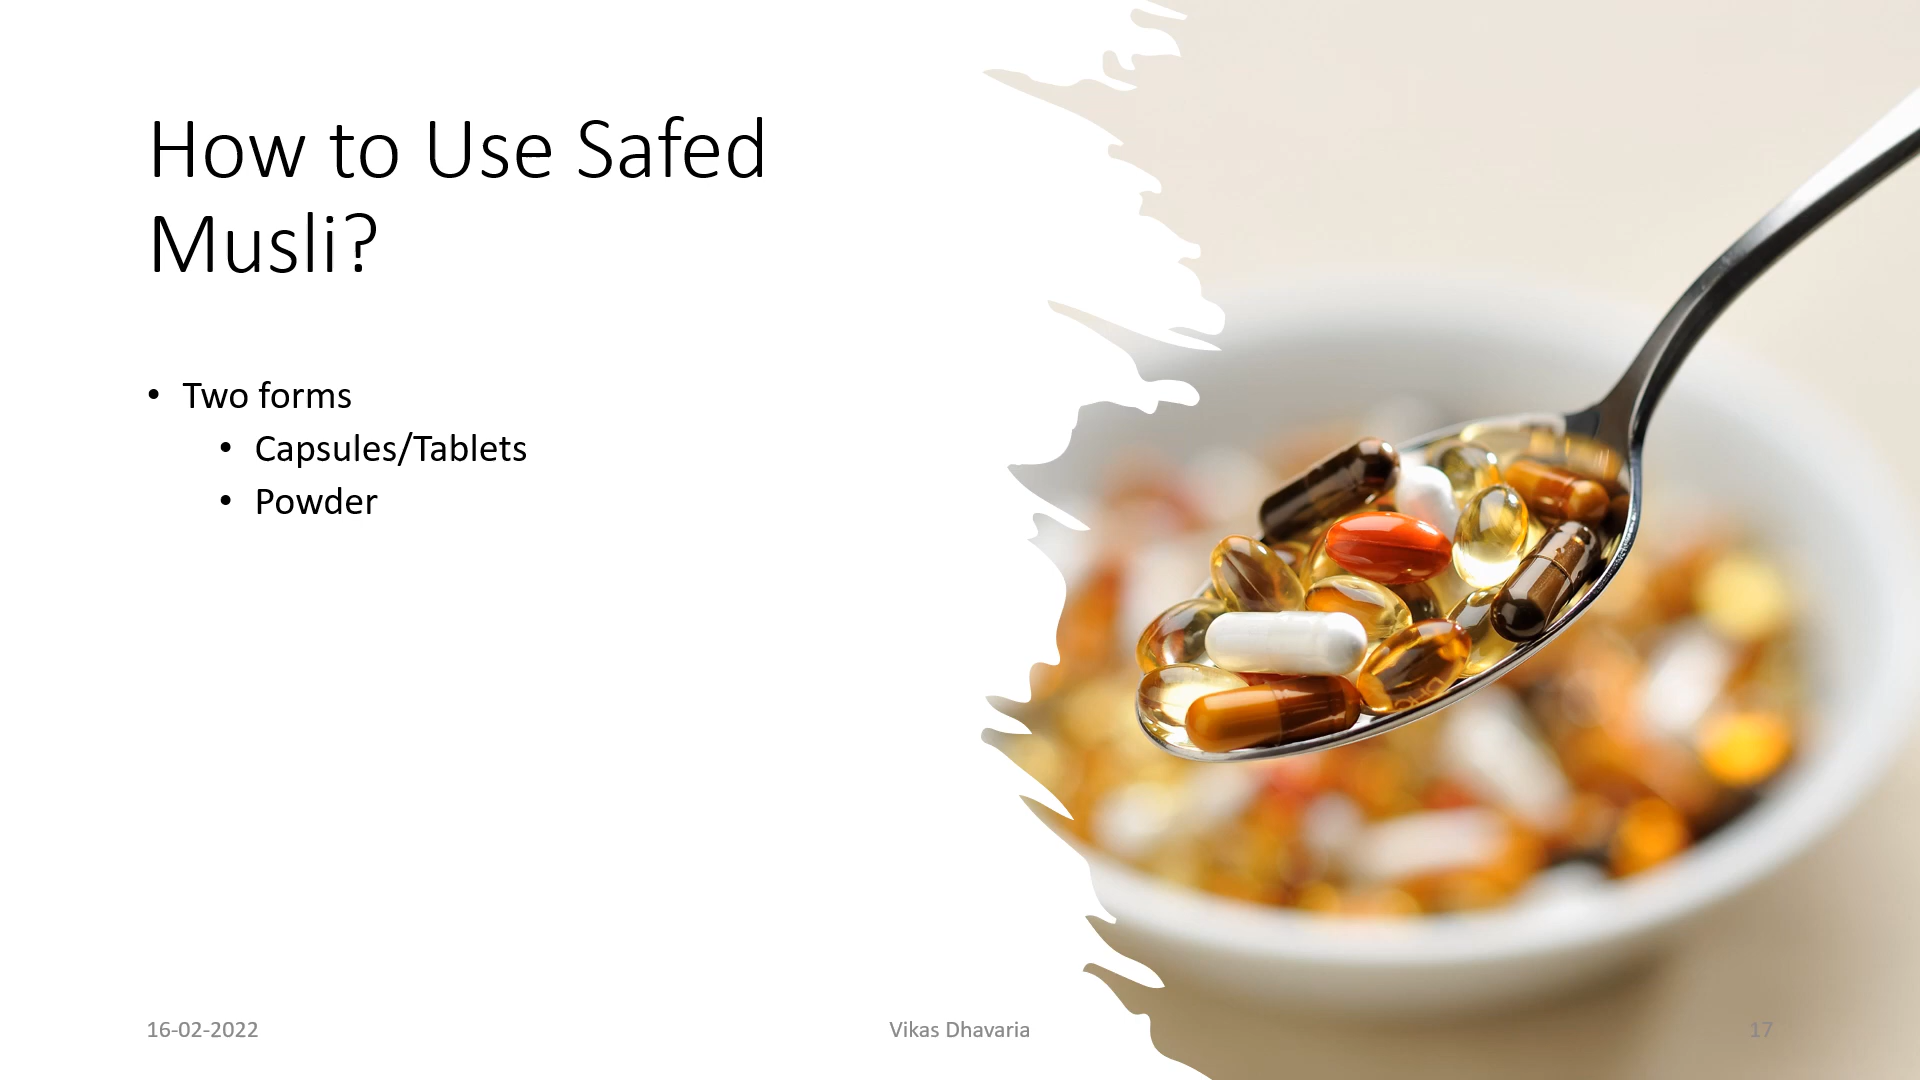 How to Use Safed
Musli?
• Two forms
• Capsules/Tablets
• Powder
16-02-2022
Vikas Dhavaria
17